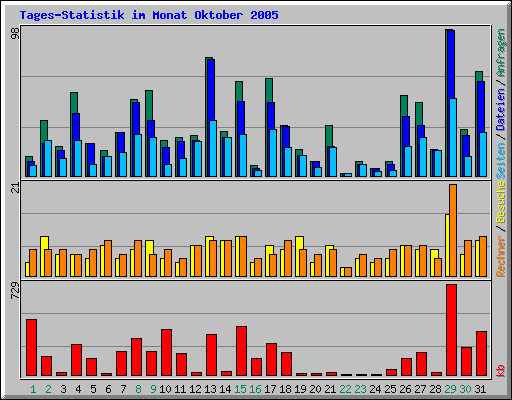 Tages-Statistik im Monat Oktober 2005
98
21
729
Rechner / Besuche Seiten / Dateien / Anfragen
kb
1 2 3 4 5 6 7 8 9 10 11 12 13 14 15 16 17 18 19 20 21 22 23 24 25 26 27 28 29 30 31